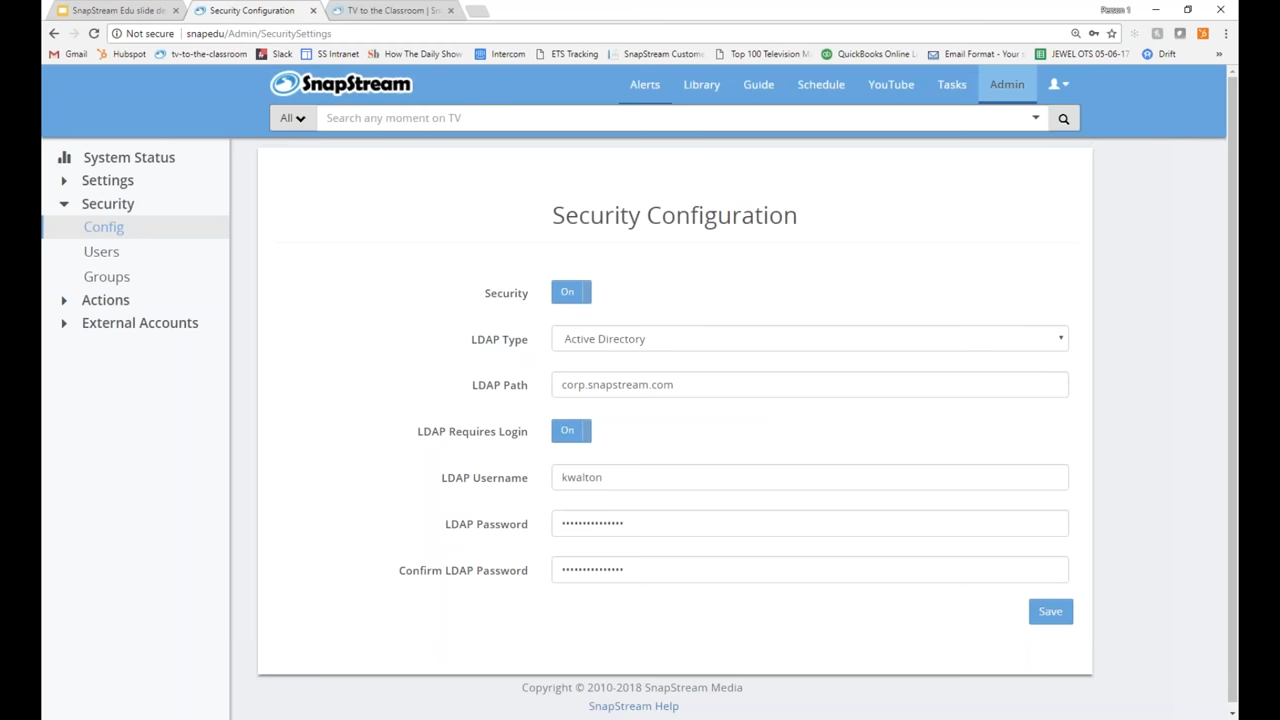 SnapStream Edu slide de
Security Configuration
TV to the Classroom | Sn
Person 1
Not secure
snapedu/Admin/SecuritySettings
Gmail
Hubspot
tv-to-the-classroom
Slack
SS Intranet
How The Daily Show
Intercom
ETS Tracking
SnapStream Custome
Top 100 Television M
QuickBooks Online L
Email Format - Your s
JEWEL OTS 05-06-17
Drift
»
SnapStream
Alerts
Library
Guide
Schedule
YouTube
Tasks
Admin
All
Search any moment on TV
System Status
Settings
Security
Config
Users
Groups
Actions
External Accounts
Security Configuration
Security
On
LDAP Type
Active Directory
LDAP Path
corp.snapstream.com
LDAP Requires Login
On
LDAP Username
kwalton
LDAP Password
•••••••••••••••
Confirm LDAP Password
•••••••••••••••
Save
Copyright © 2010-2018 SnapStream Media
SnapStream Help